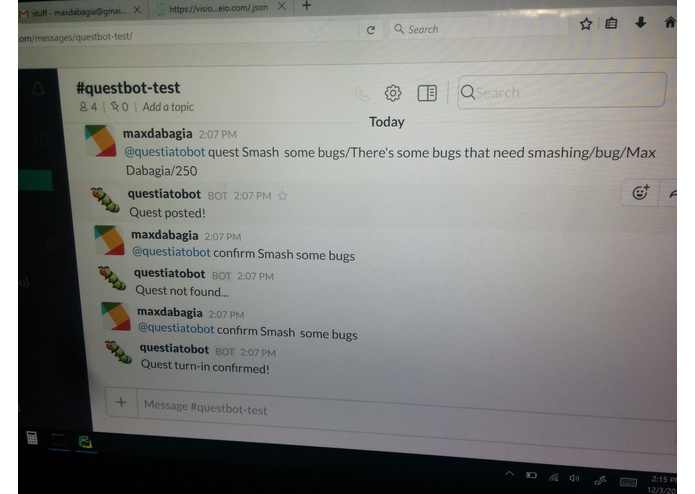 stuff - maxdabagia@gmai...
https://visio...eio.com/.json
om/messages/questbot-test/
Search
#questbot-test
4 | 0 | Add a topic
Search
Today
maxdabagia 2:07 PM
@questiatobot quest Smash  some bugs/There's some bugs that need smashing/bug/Max
Dabagia/250
questiatobot BOT 2:07 PM
Quest posted!
maxdabagia 2:07 PM
@questiatobot confirm Smash some bugs
questiatobot BOT 2:07 PM
Quest not found...
maxdabagia 2:07 PM
@questiatobot confirm Smash  some bugs
questiatobot BOT 2:07 PM
Quest turn-in confirmed!
+ Message #questbot-test
2:15 P
12/3/20